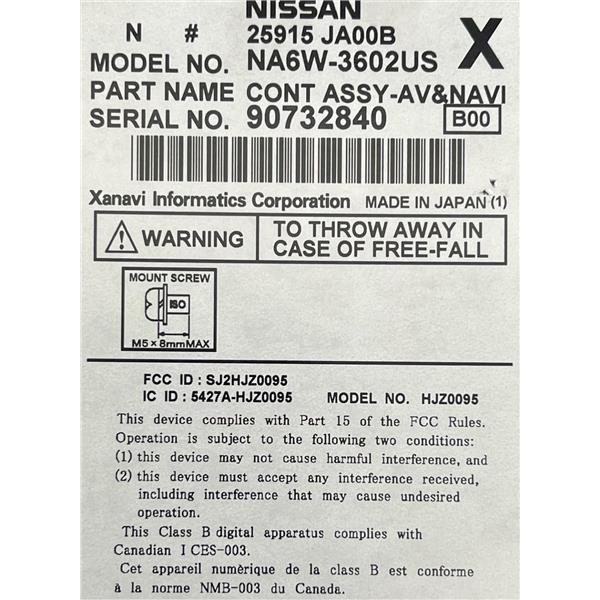 NISSAN
N # 25915 JA00B X
MODEL NO. NA6W-3602US
PART NAME CONT ASSY-AV&NAVI
SERIAL NO. 90732840 B00
Xanavi Informatics Corporation MADE IN JAPAN (1)
WARNING TO THROW AWAY IN
CASE OF FREE-FALL
MOUNT SCREW
ISO
M5×8mmMAX
FCC ID : SJ2HJZ0095
IC ID : 5427A-HJZ0095 MODEL NO. HJZ0095
This device complies with Part 15 of the FCC Rules.
Operation is subject to the following two conditions:
(1) this device may not cause harmful interference, and
(2) this device must accept any interference received,
including interference that may cause undesired
operation.
This Class B digital apparatus complies with
Canadian I CES-003.
Cet appareil numérique de la class B est conforme
à la norme NMB-003 du Canada.